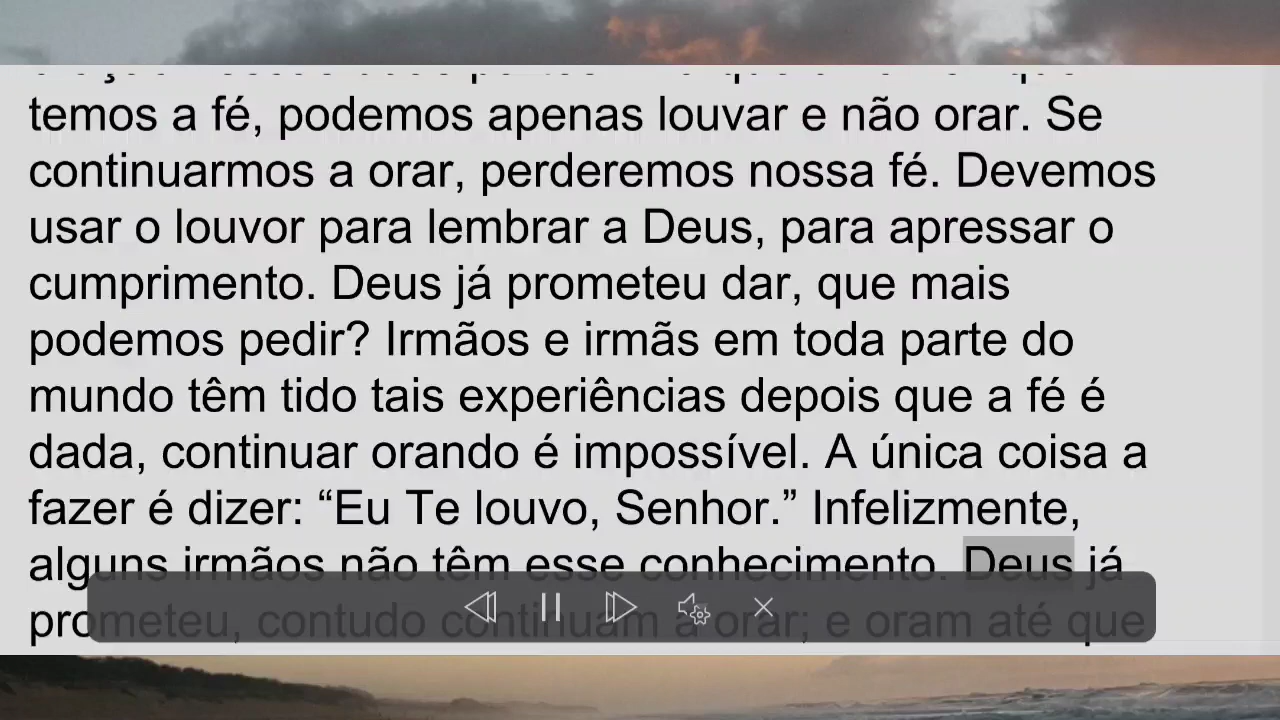 temos a fé, podemos apenas louvar e não orar. Se
continuarmos a orar, perderemos nossa fé. Devemos
usar o louvor para lembrar a Deus, para apressar o
cumprimento. Deus já prometeu dar, que mais
podemos pedir? Irmãos e irmãs em toda parte do
mundo têm tido tais experiências depois que a fé é
dada, continuar orando é impossível. A única coisa a
fazer é dizer: “Eu Te louvo, Senhor.” Infelizmente,
alguns irmãos não têm esse conhecimento. Deus já
prometeu, contudo continuam a orar; e oram até que